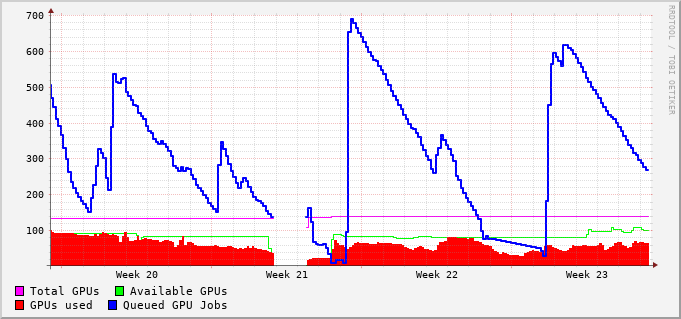 700
600
500
400
300
200
100
Week 20 Week 21 Week 22 Week 23
Total GPUs Available GPUs
GPUs used Queued GPU Jobs
RRDTOOL / TOBI OETIKER